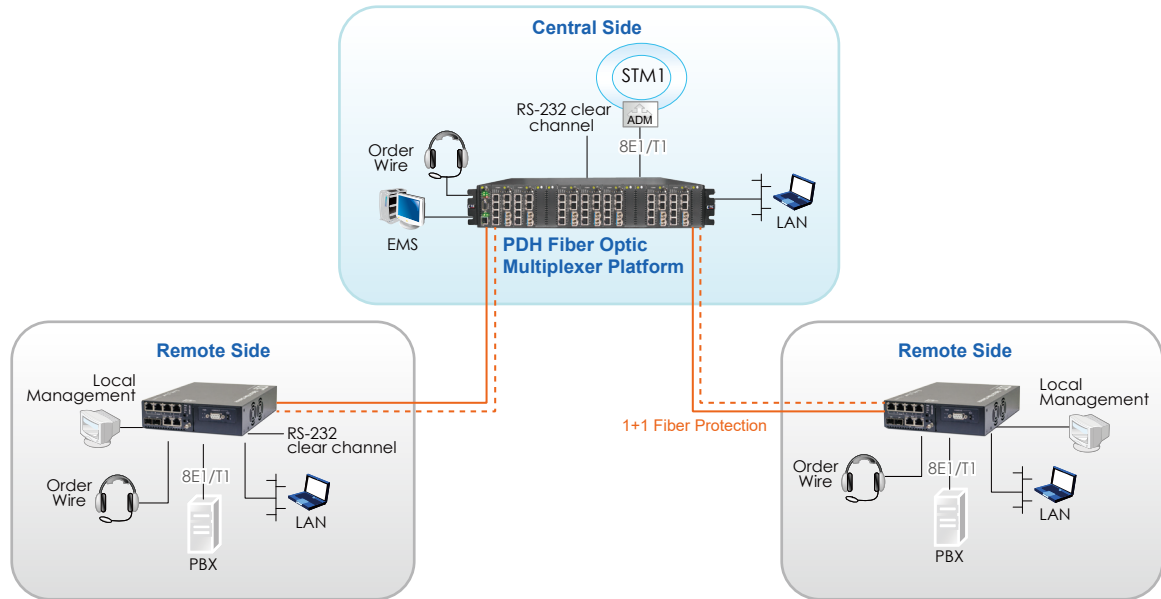 Central Side
STM1
ADM
RS-232 clear
channel
8E1/T1
Order
Wire
EMS
LAN
PDH Fiber Optic
Multiplexer Platform
Remote Side
Local
Management
RS-232
clear channel
8E1/T1
Order
Wire
LAN
PBX
1+1 Fiber Protection
Remote Side
Local
Management
8E1/T1
Order
Wire
LAN
PBX